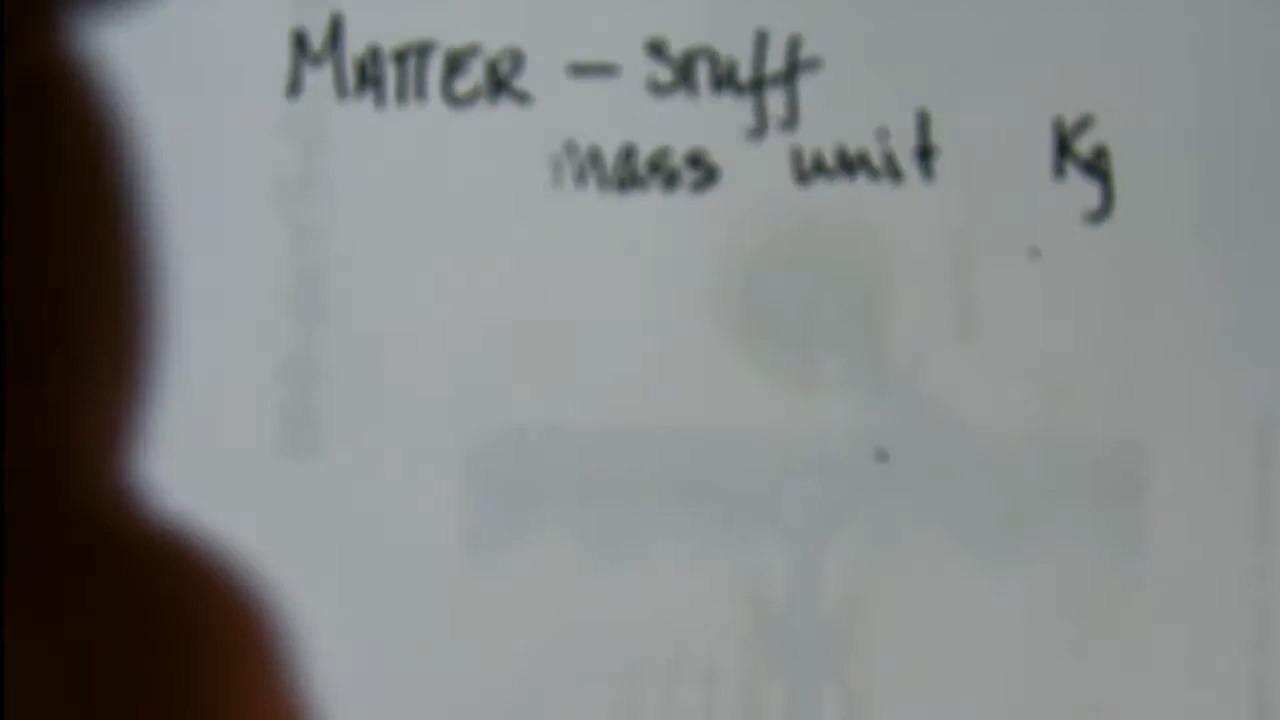 MATTER – Stuff
mass unit Kg